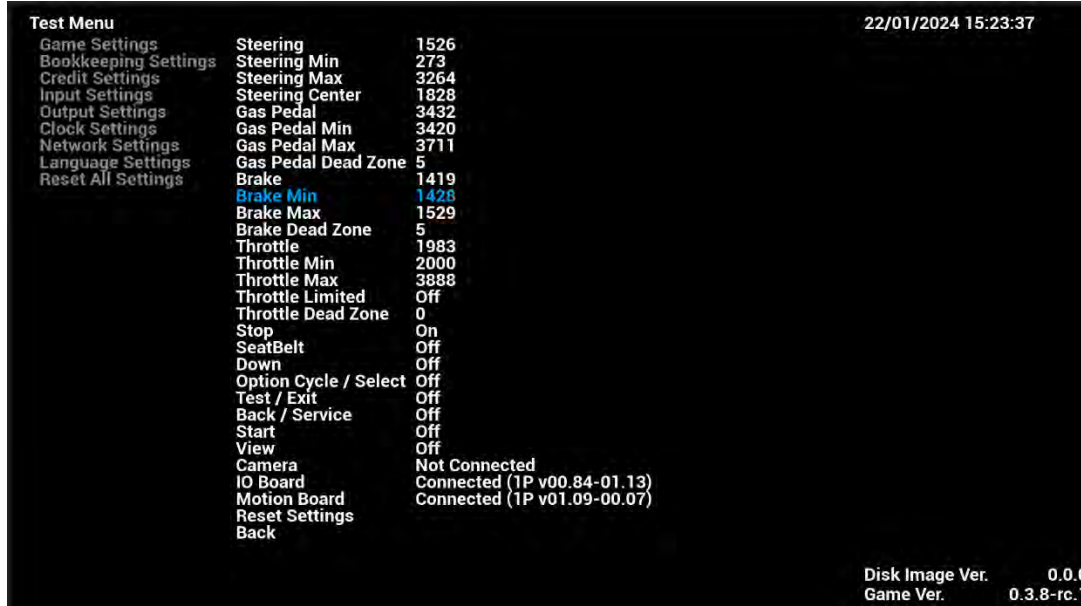 Test Menu
22/01/2024 15:23:37
Game Settings
Bookkeeping Settings
Credit Settings
Input Settings
Output Settings
Clock Settings
Network Settings
Language Settings
Reset All Settings
Steering 1526
Steering Min 273
Steering Max 3264
Steering Center 1828
Gas Pedal 3432
Gas Pedal Min 3420
Gas Pedal Max 3711
Gas Pedal Dead Zone 5
Brake 1419
Brake Min 1428
Brake Max 1529
Brake Dead Zone 5
Throttle 1983
Throttle Min 2000
Throttle Max 3888
Throttle Limited Off
Throttle Dead Zone 0
Stop On
SeatBelt Off
Down Off
Option Cycle / Select Off
Test / Exit Off
Back / Service Off
Start Off
View Off
Camera Not Connected
IO Board Connected (1P v00.84-01.13)
Motion Board Connected (1P v01.09-00.07)
Reset Settings
Back
Disk Image Ver. 0.0.
Game Ver. 0.3.8-rc.